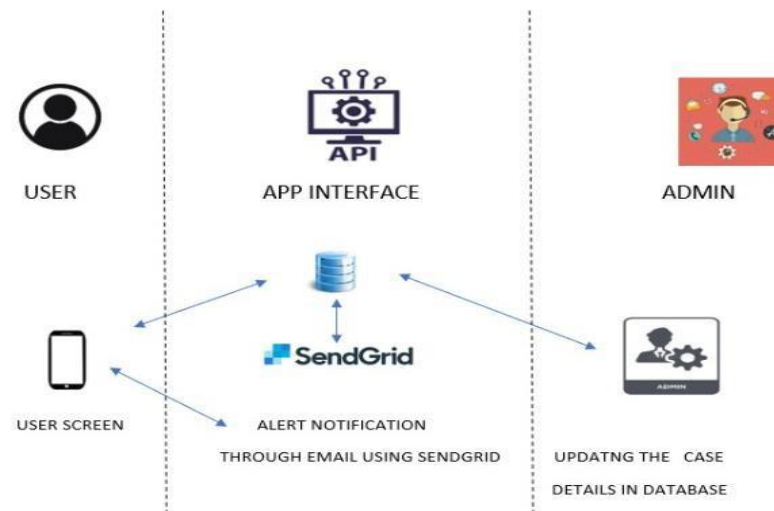 API
USER
APP INTERFACE
ADMIN
SendGrid
ADMIN
USER SCREEN
ALERT NOTIFICATION
THROUGH EMAIL USING SENDGRID
UPDATNG THE CASE
DETAILS IN DATABASE